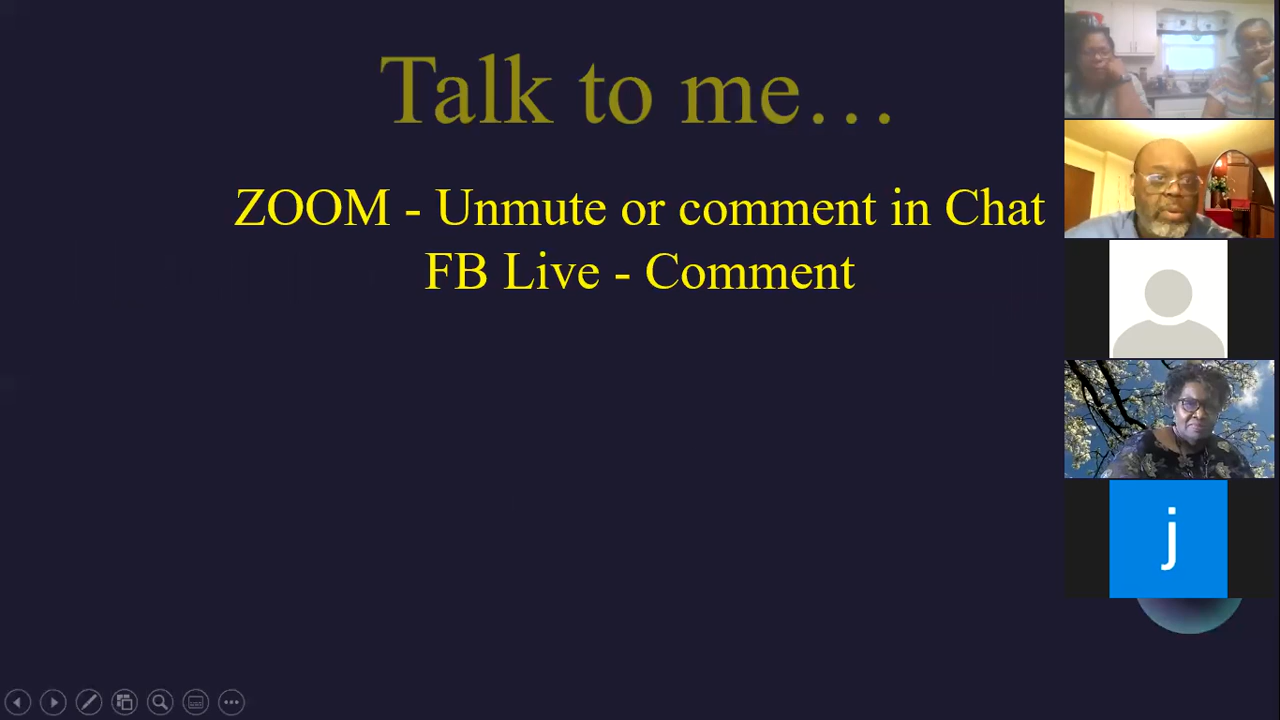 Talk to me…
ZOOM - Unmute or comment in Chat
FB Live - Comment
j